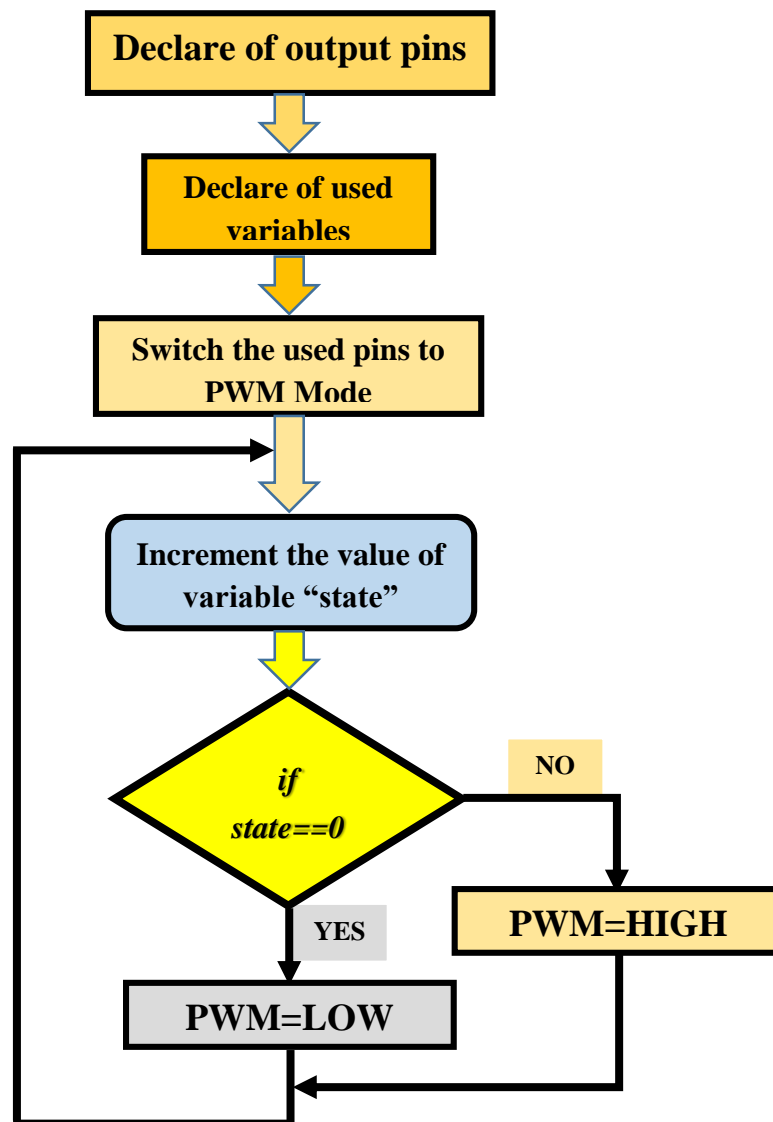 Declare of output pins
Declare of used
variables
Switch the used pins to
PWM Mode
Increment the value of
variable “state”
if
state==0
NO
YES
PWM=HIGH
PWM=LOW